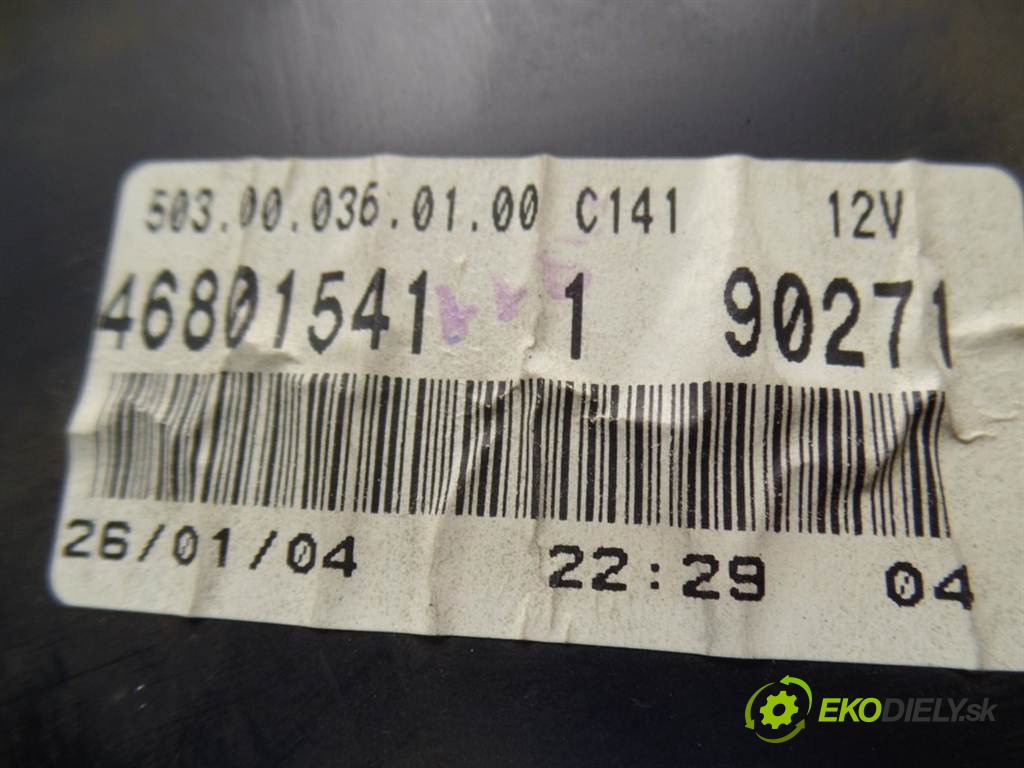 503.00.036.01.00 C141 12V
46801541 1 90271
26/01/04 22:29 04
EKODIELY.sk